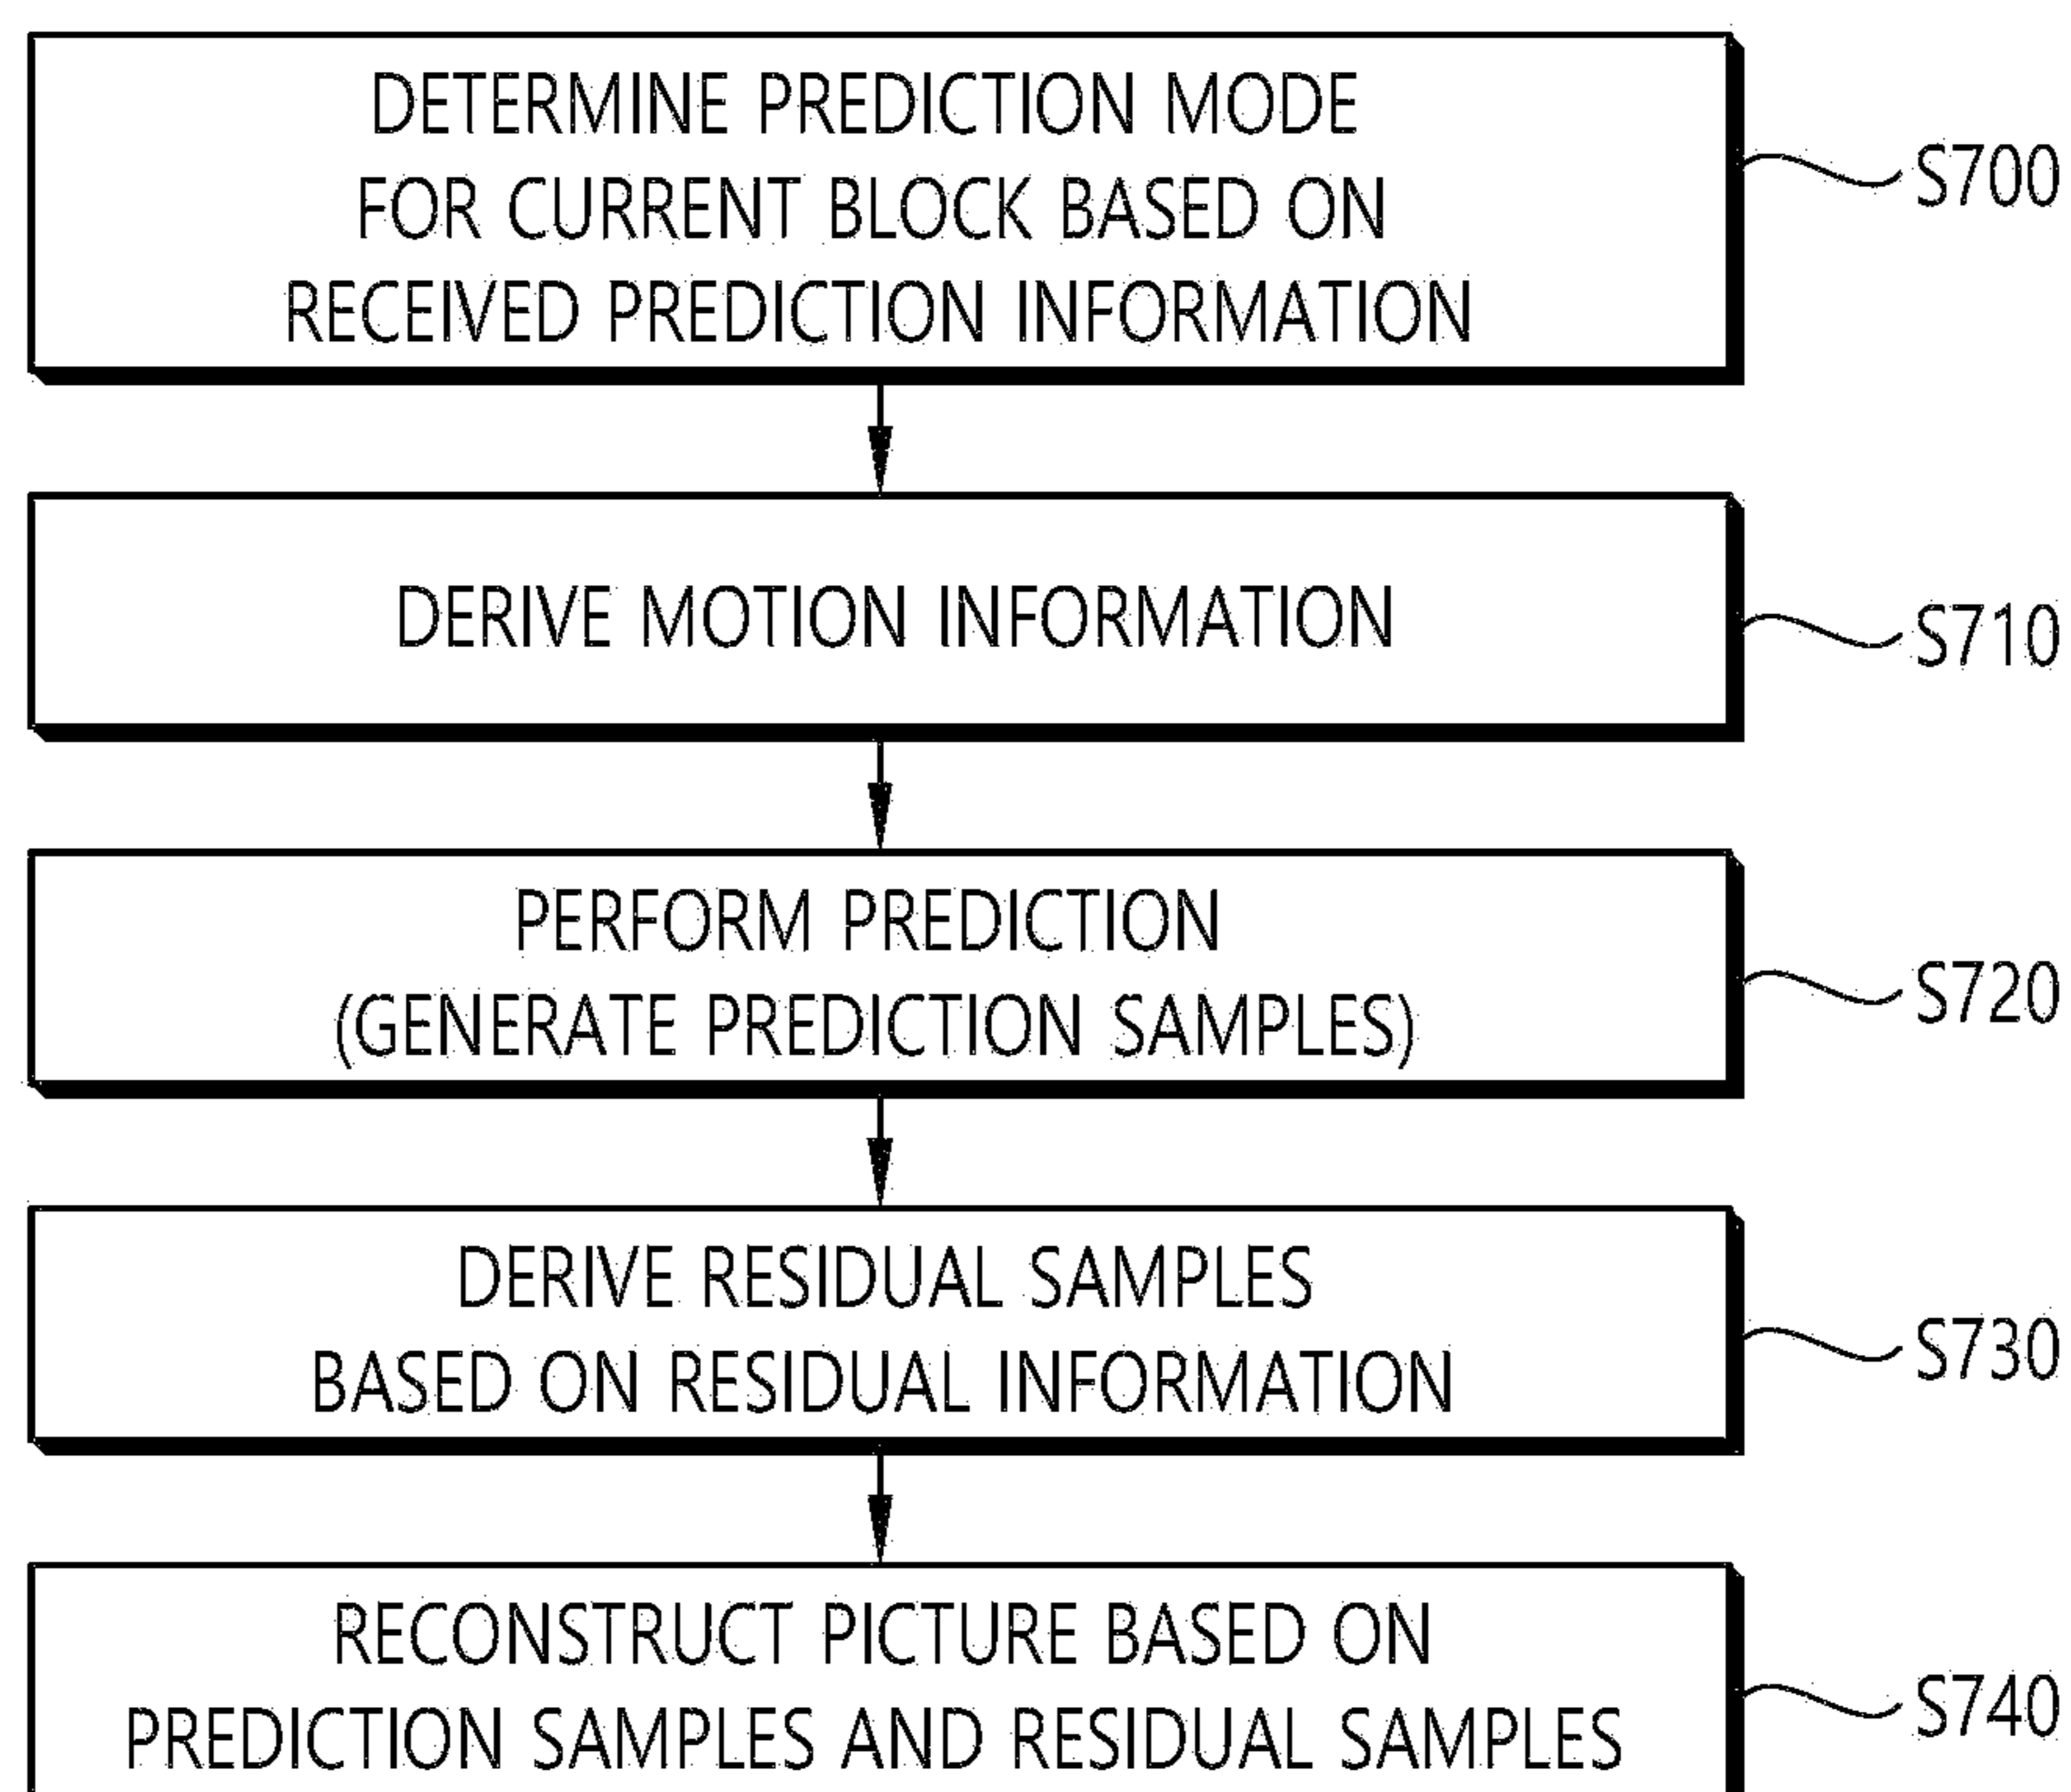 DETERMINE PREDICTION MODE
FOR CURRENT BLOCK BASED ON
RECEIVED PREDICTION INFORMATION
S700
DERIVE MOTION INFORMATION
S710
PERFORM PREDICTION
(GENERATE PREDICTION SAMPLES)
S720
DERIVE RESIDUAL SAMPLES
BASED ON RESIDUAL INFORMATION
S730
RECONSTRUCT PICTURE BASED ON
PREDICTION SAMPLES AND RESIDUAL SAMPLES
S740